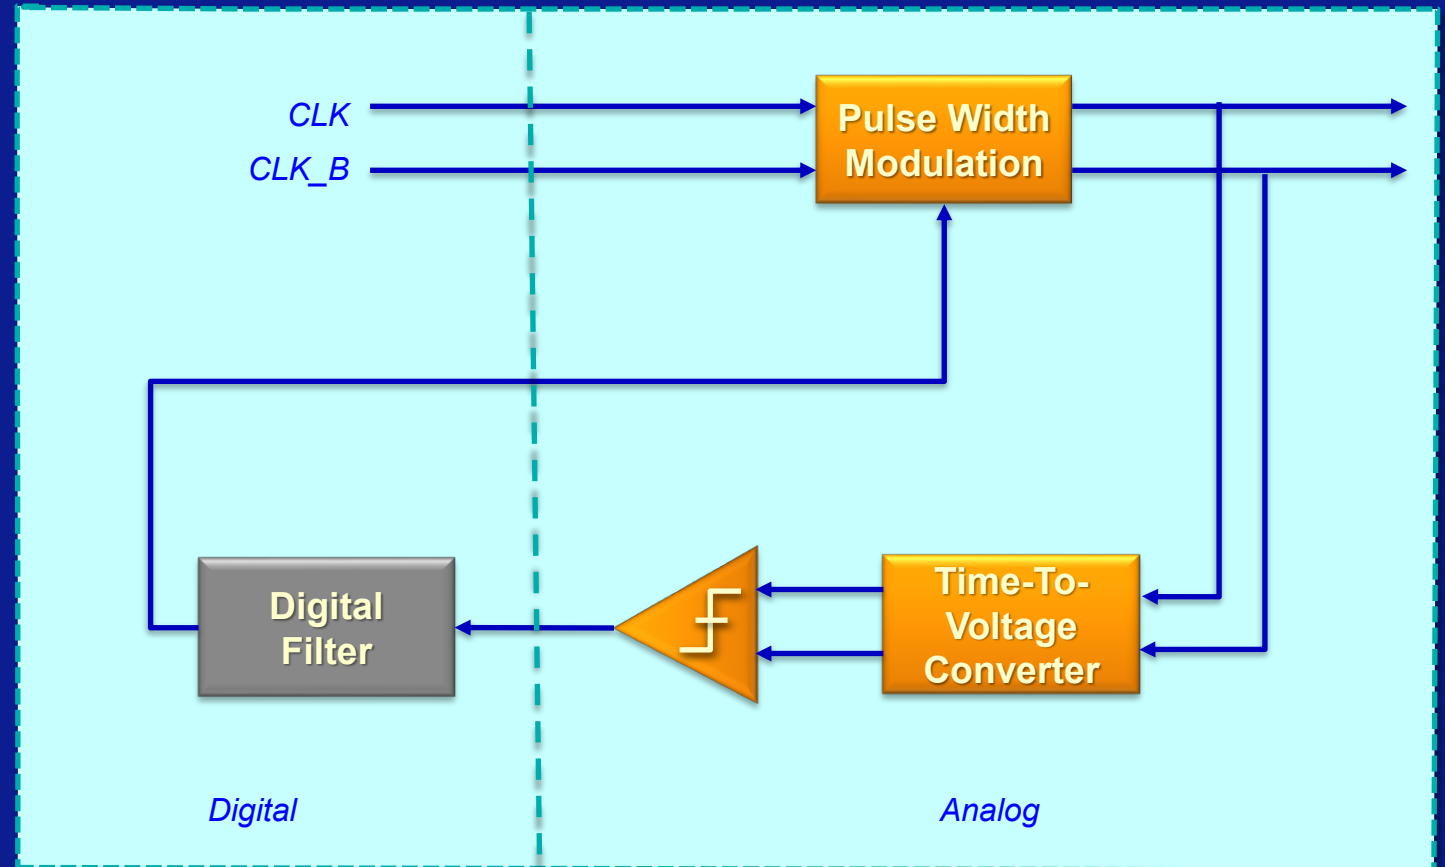 CLK
CLK_B
Pulse Width
Modulation
Digital
Filter
Time-To-
Voltage
Converter
Digital
Analog